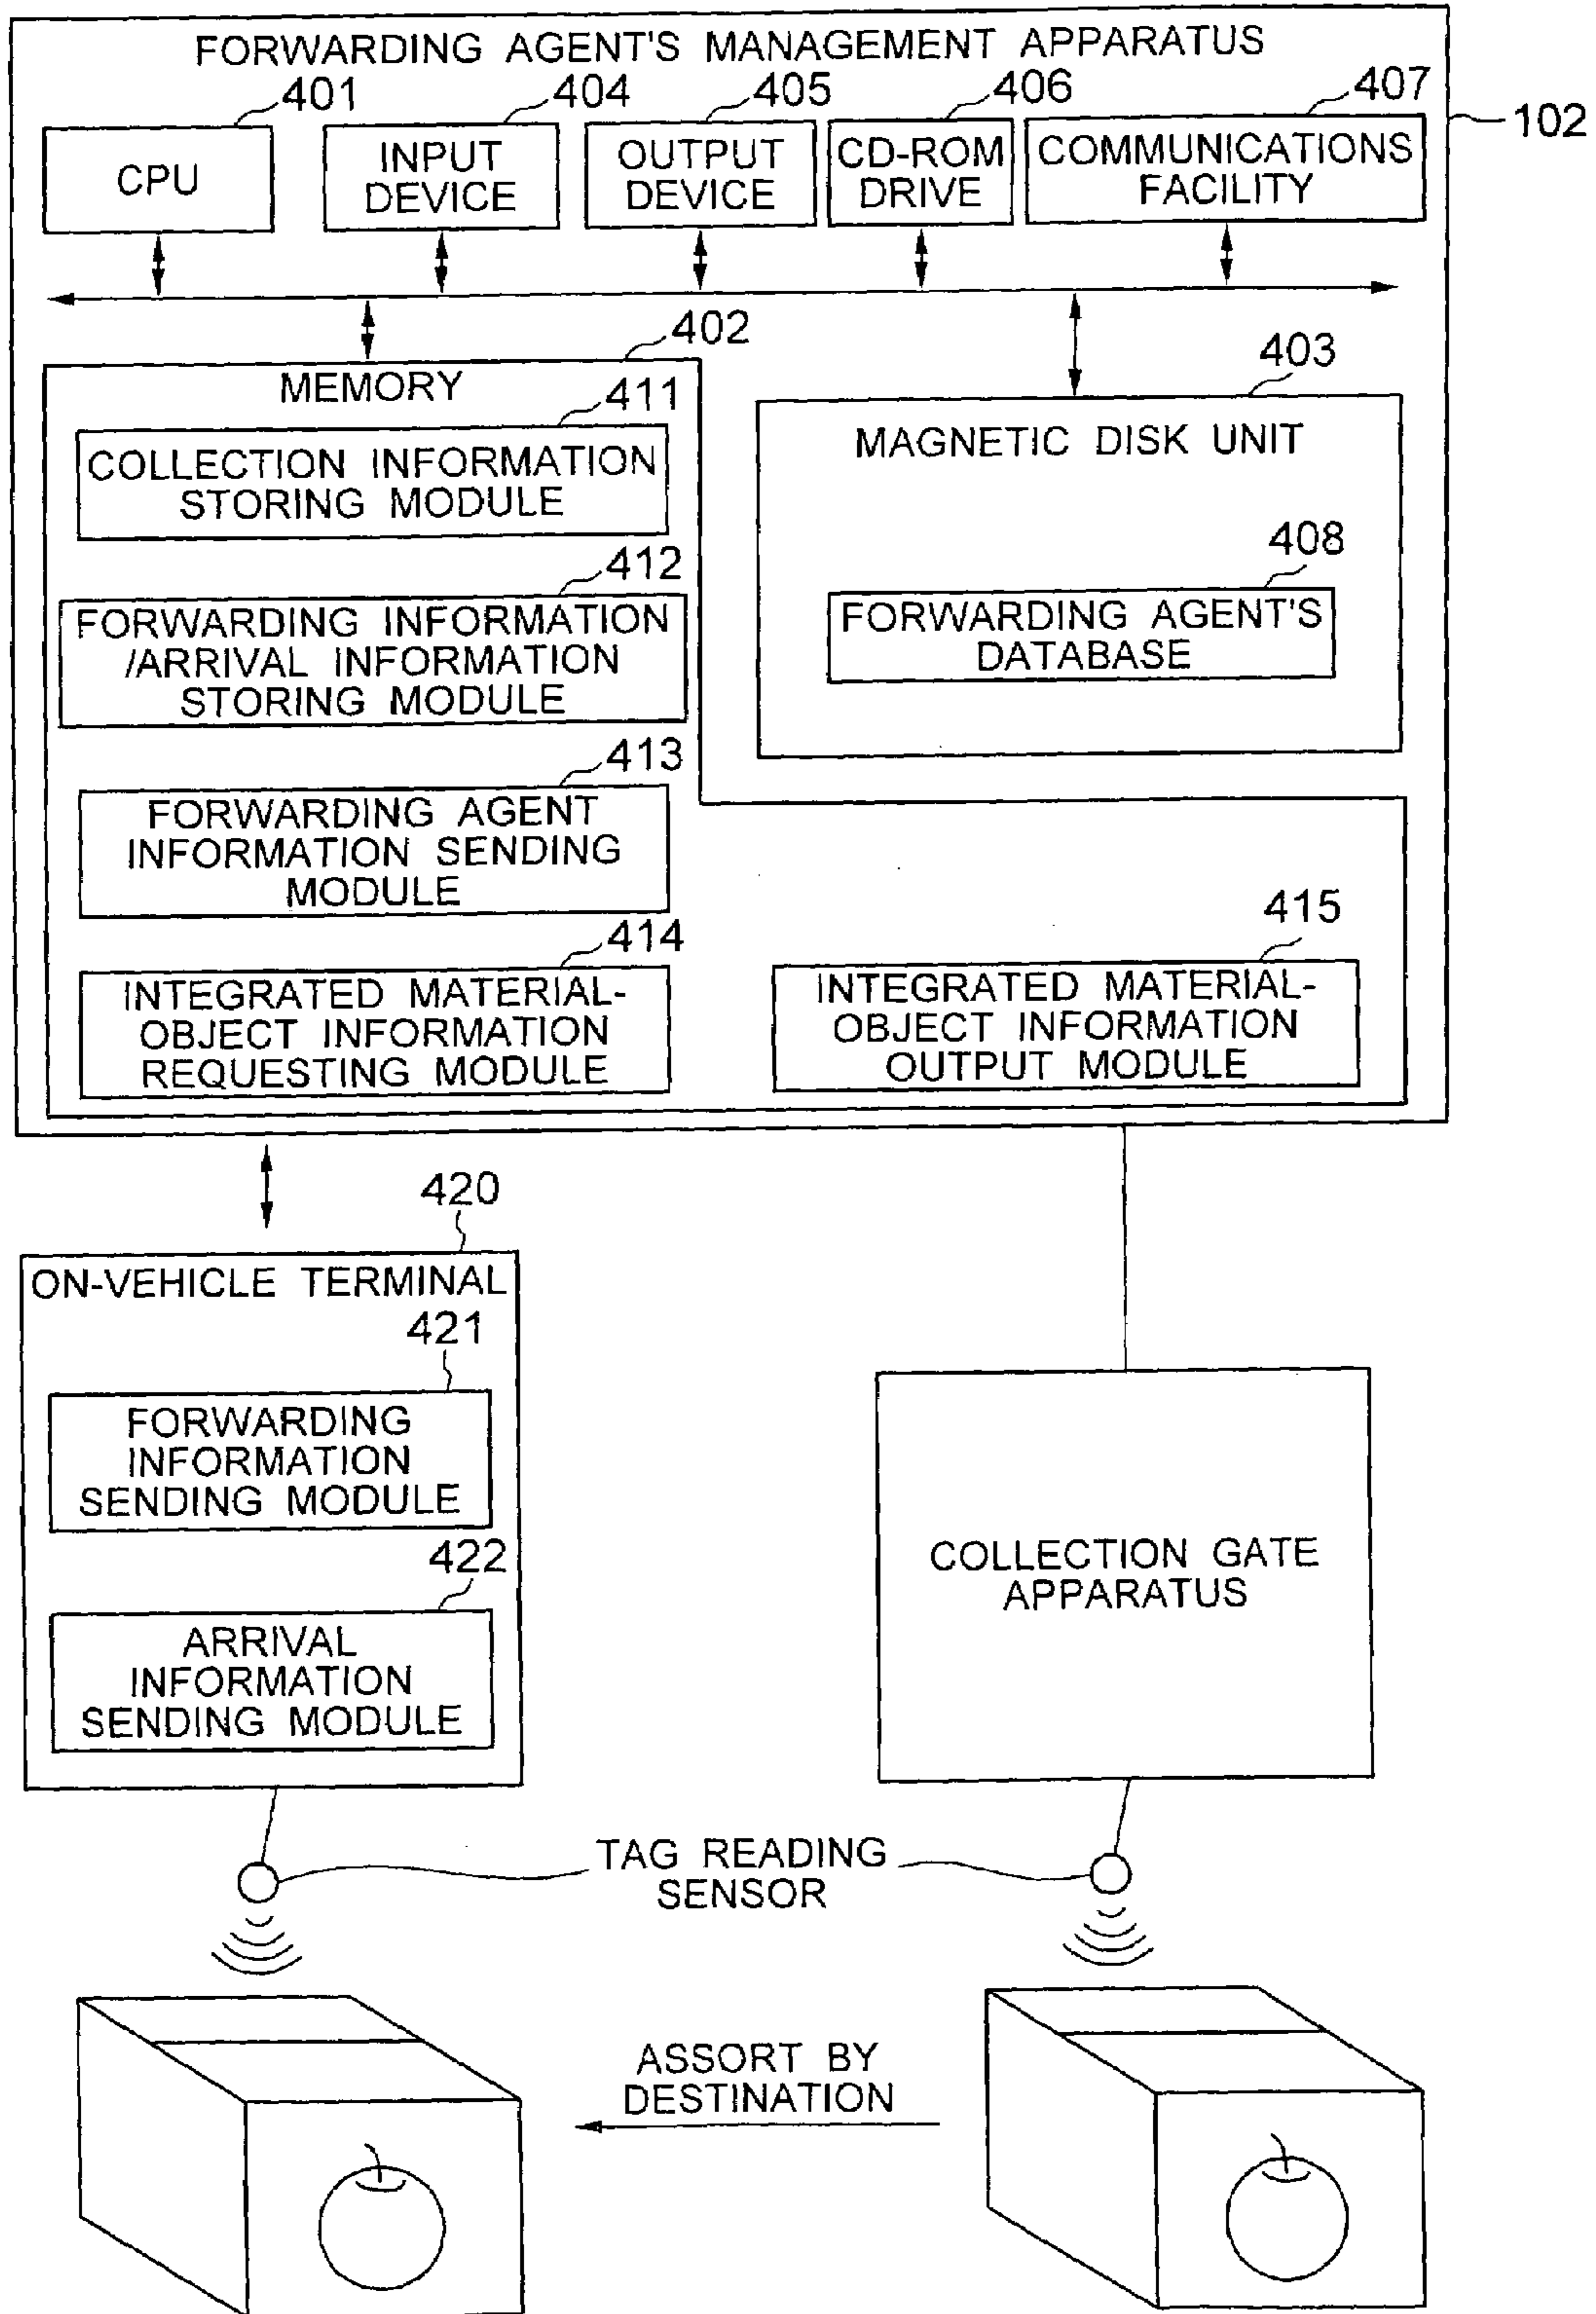 FORWARDING AGENT'S MANAGEMENT APPARATUS
401
404
405
406
407
102
CPU
INPUT
DEVICE
OUTPUT
DEVICE
CD-ROM
DRIVE
COMMUNICATIONS
FACILITY
402
MEMORY
411
COLLECTION INFORMATION
STORING MODULE
412
FORWARDING INFORMATION
/ARRIVAL INFORMATION
STORING MODULE
413
FORWARDING AGENT
INFORMATION SENDING
MODULE
414
INTEGRATED MATERIAL-
OBJECT INFORMATION
REQUESTING MODULE
403
MAGNETIC DISK UNIT
408
FORWARDING AGENT'S
DATABASE
415
INTEGRATED MATERIAL-
OBJECT INFORMATION
OUTPUT MODULE
420
ON-VEHICLE TERMINAL
421
FORWARDING
INFORMATION
SENDING MODULE
422
ARRIVAL
INFORMATION
SENDING MODULE
COLLECTION GATE
APPARATUS
TAG READING
SENSOR
ASSORT BY
DESTINATION